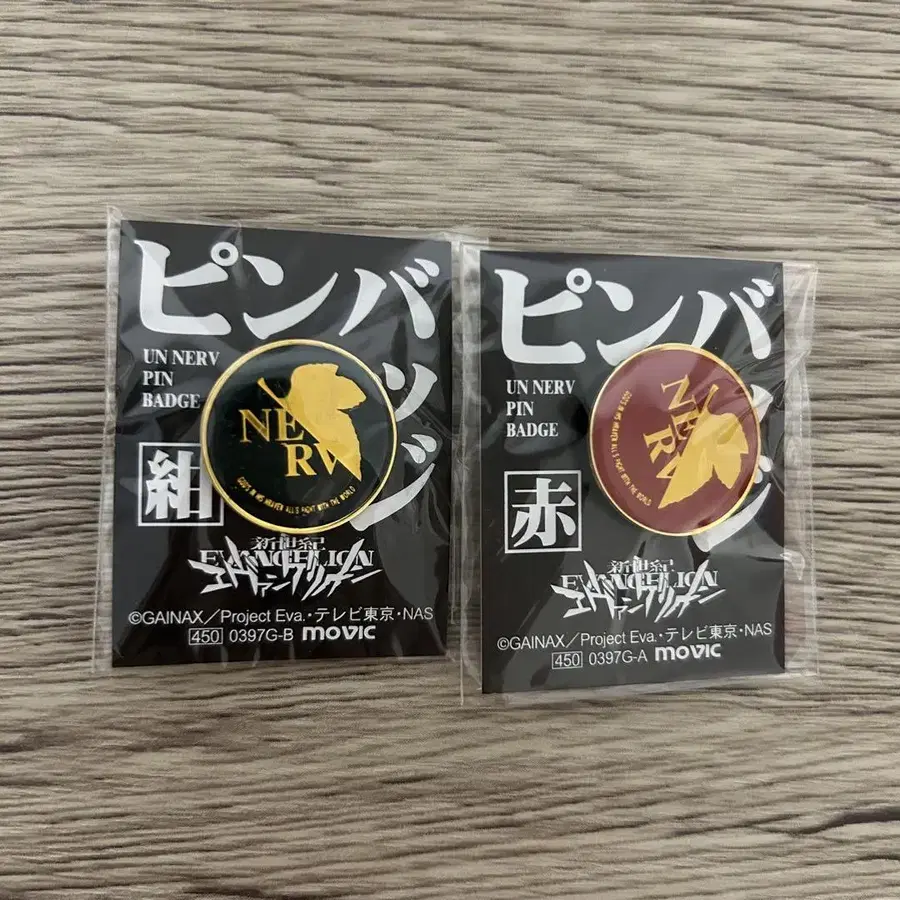 ピンバッジ
UN NERV
PIN
BADGE
NERV
GOD'S IN HIS HEAVEN ALL'S RIGHT WITH THE WORLD
紺
新世紀
EVANGELION
エヴァンゲリオン
©GAINAX／Project Eva.・テレビ東京・NAS
450 0397G-B movic
ピンバッジ
UN NERV
PIN
BADGE
NERV
GOD'S IN HIS HEAVEN ALL'S RIGHT WITH THE WORLD
赤
新世紀
EVANGELION
エヴァンゲリオン
©GAINAX／Project Eva.・テレビ東京・NAS
450 0397G-A movic